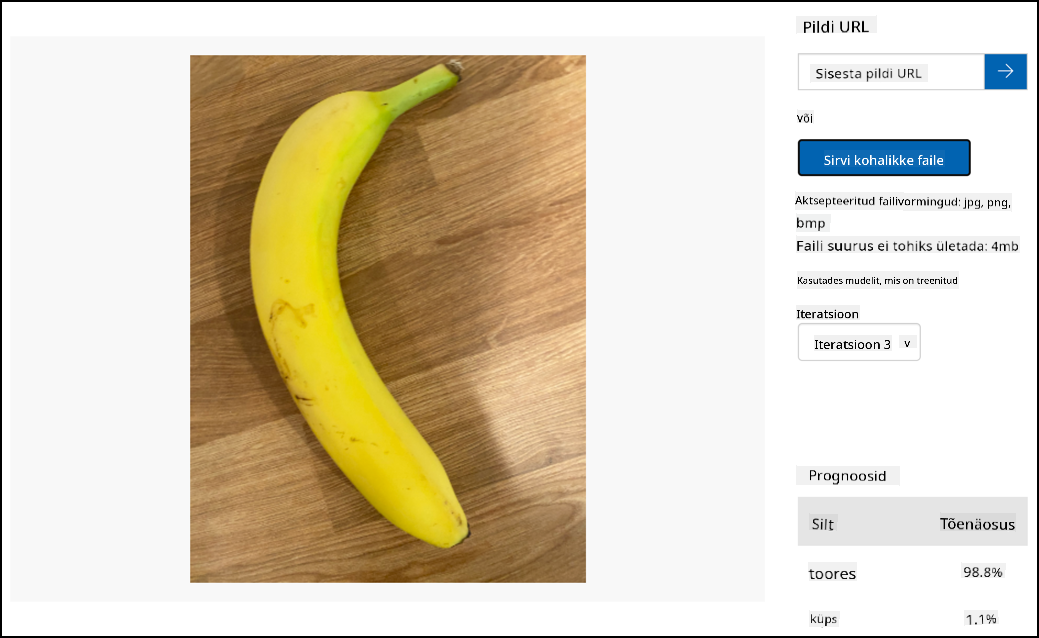 Pildi URL
Sisesta pildi URL
või
Sirvi kohalikke faile
Aktsepteeritud failivormingud: jpg, png,
bmp
Faili suurus ei tohiks ületada: 4mb
Kasutades mudelit, mis on treenitud
Iteratsioon
Iteratsioon 3 v
Prognoosid
Silt Tõenäosus
toores 98.8%
küps 1.1%